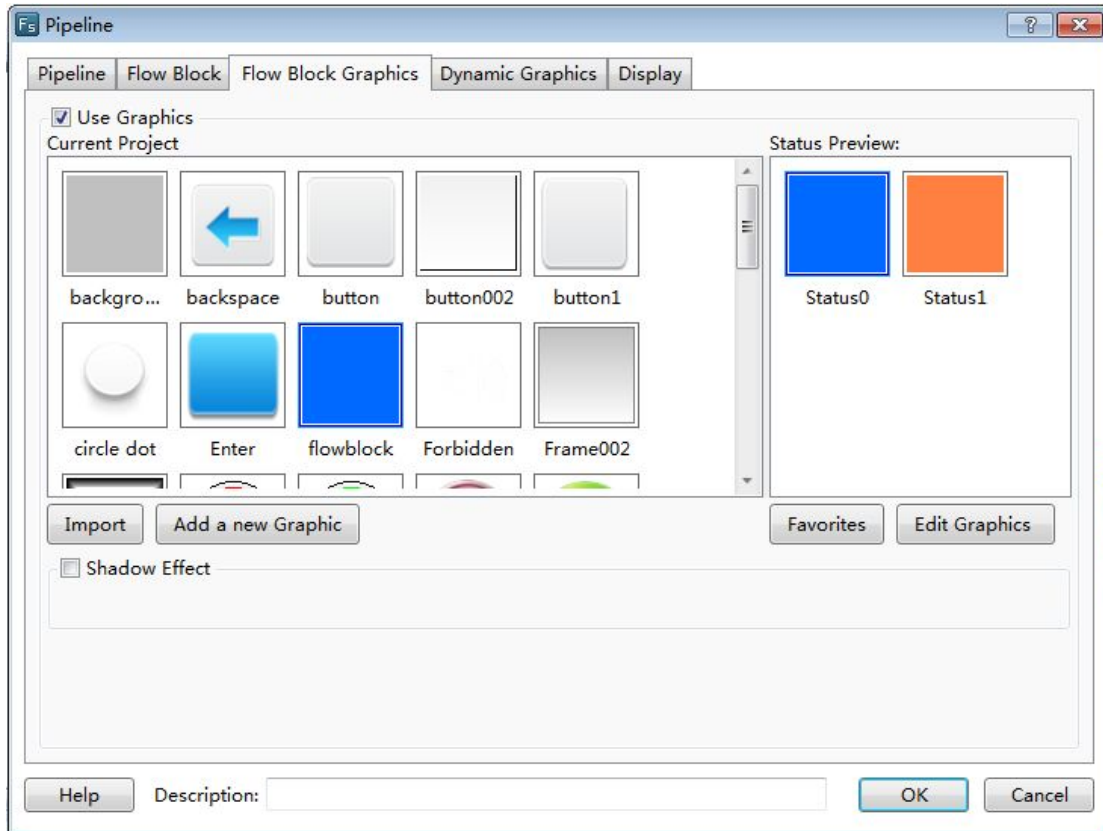 Fs Pipeline
Pipeline Flow Block Flow Block Graphics Dynamic Graphics Display
Use Graphics
Current Project Status Preview:
backgro... backspace button button002 button1 Status0 Status1
circle dot Enter flowblock Forbidden Frame002
Import Add a new Graphic Favorites Edit Graphics
Shadow Effect
Help Description: OK Cancel